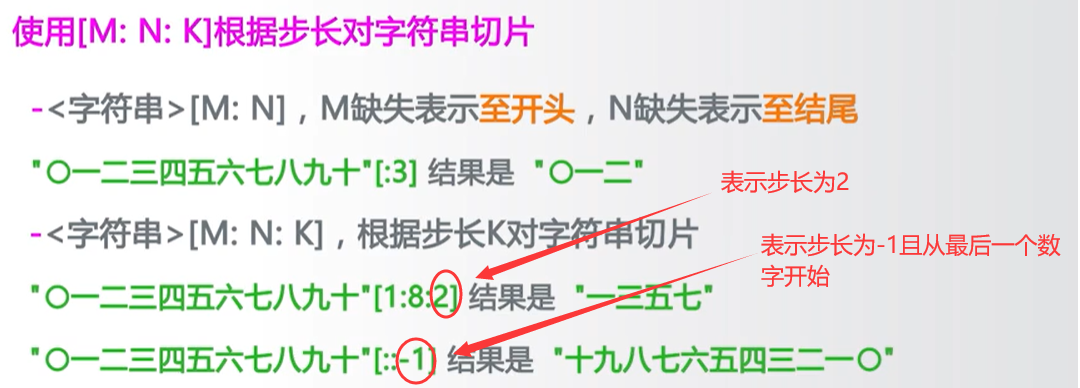 使用[M: N: K]根据步长对字符串切片
-<字符串>[M: N]，M缺失表示至开头，N缺失表示至结尾
"〇一二三四五六七八九十"[:3] 结果是 "〇一二"
表示步长为2
-<字符串>[M: N: K]，根据步长K对字符串切片
表示步长为-1且从最后一个数
字开始
"〇一二三四五六七八九十"[1:8:2] 结果是 "一三五七"
"〇一二三四五六七八九十"[::-1] 结果是 "十九八七六五四三二一〇"